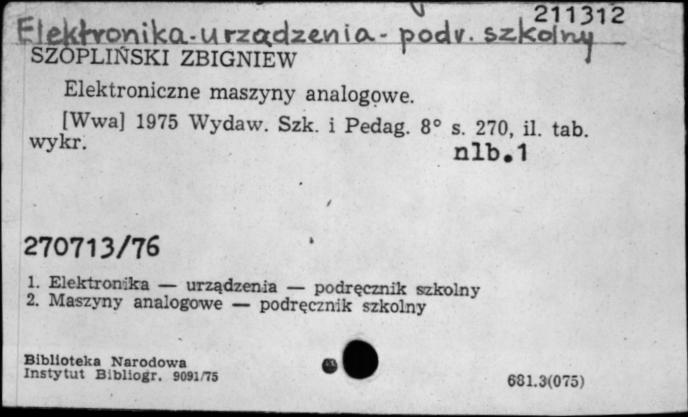 211312
Elektronika-urządzenia- podr. szkolny
SZOPLIŃSKI ZBIGNIEW
Elektroniczne maszyny analogowe.
[Wwa] 1975 Wydaw. Szk. i Pedag. 8° s. 270, il. tab.
wykr.
nlb.1
270713/76
1. Elektronika — urządzenia — podręcznik szkolny
2. Maszyny analogowe — podręcznik szkolny
Biblioteka Narodowa
Instytut Bibliogr. 9091/75
681.3(075)